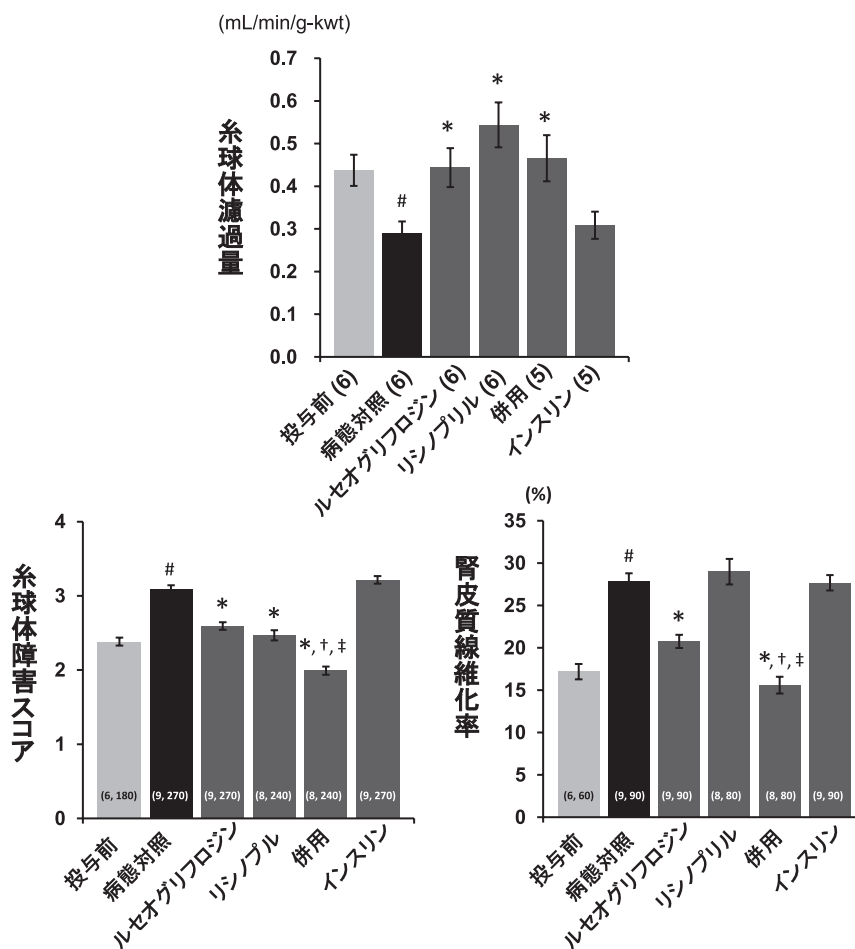 (mL/min/g-kwt)
糸球体濾過量
0.7
0.6
0.5
0.4
0.3
0.2
0.1
0.0
#
*
*
*
投与前 (6)
病態対照 (6)
ルセオグリフロジン (6)
リシノプリル (6)
併用 (5)
インスリン (5)
糸球体障害スコア
4
3
2
1
0
#
*
*
*, †, ‡
(6, 180)
(9, 270)
(9, 270)
(8, 240)
(8, 240)
(9, 270)
投与前
病態対照
ルセオグリフロジン
リシノプル
併用
インスリン
(%)
腎皮質線維化率
35
30
25
20
15
10
5
0
#
*
*, †, ‡
(6, 60)
(9, 90)
(9, 90)
(8, 80)
(8, 80)
(9, 90)
投与前
病態対照
ルセオグリフロジン
リシノプリル
併用
インスリン